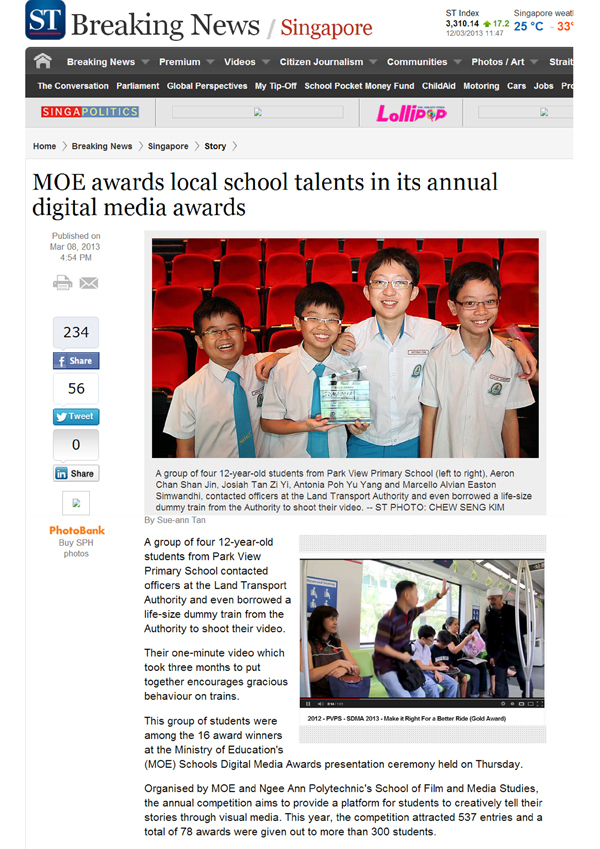 ST Breaking News / Singapore
ST Index
3,310.14 17.2
12/03/2013 11:47
Singapore weat
25 °C - 33°
Breaking News Premium Videos Citizen Journalism Communities Photos / Art Strait
The Conversation Parliament Global Perspectives My Tip-Off School Pocket Money Fund ChildAid Motoring Cars Jobs Pro
SINGAPOLITICS
Lollipop
Home Breaking News Singapore Story
MOE awards local school talents in its annual
digital media awards
Published on
Mar 08, 2013
4:54 PM
234
f Share
56
Tweet
0
in Share
PhotoBank
Buy SPH
photos
A group of four 12-year-old students from Park View Primary School (left to right), Aeron
Chan Shan Jin, Josiah Tan Zi Yi, Antonia Poh Yu Yang and Marcello Alvian Easton
Simwandhi, contacted officers at the Land Transport Authority and even borrowed a life-size
dummy train from the Authority to shoot their video. -- ST PHOTO: CHEW SENG KIM
By Sue-ann Tan
A group of four 12-year-old
students from Park View
Primary School contacted
officers at the Land Transport
Authority and even borrowed a
life-size dummy train from the
Authority to shoot their video.
Their one-minute video which
took three months to put
together encourages gracious
behaviour on trains.
2012 - PVPS - SDMA 2013 - Make it Right For a Better Ride (Gold Award)
This group of students were
among the 16 award winners
at the Ministry of Education's
(MOE) Schools Digital Media Awards presentation ceremony held on Thursday.
Organised by MOE and Ngee Ann Polytechnic's School of Film and Media Studies,
the annual competition aims to provide a platform for students to creatively tell their
stories through visual media. This year, the competition attracted 537 entries and a
total of 78 awards were given out to more than 300 students.